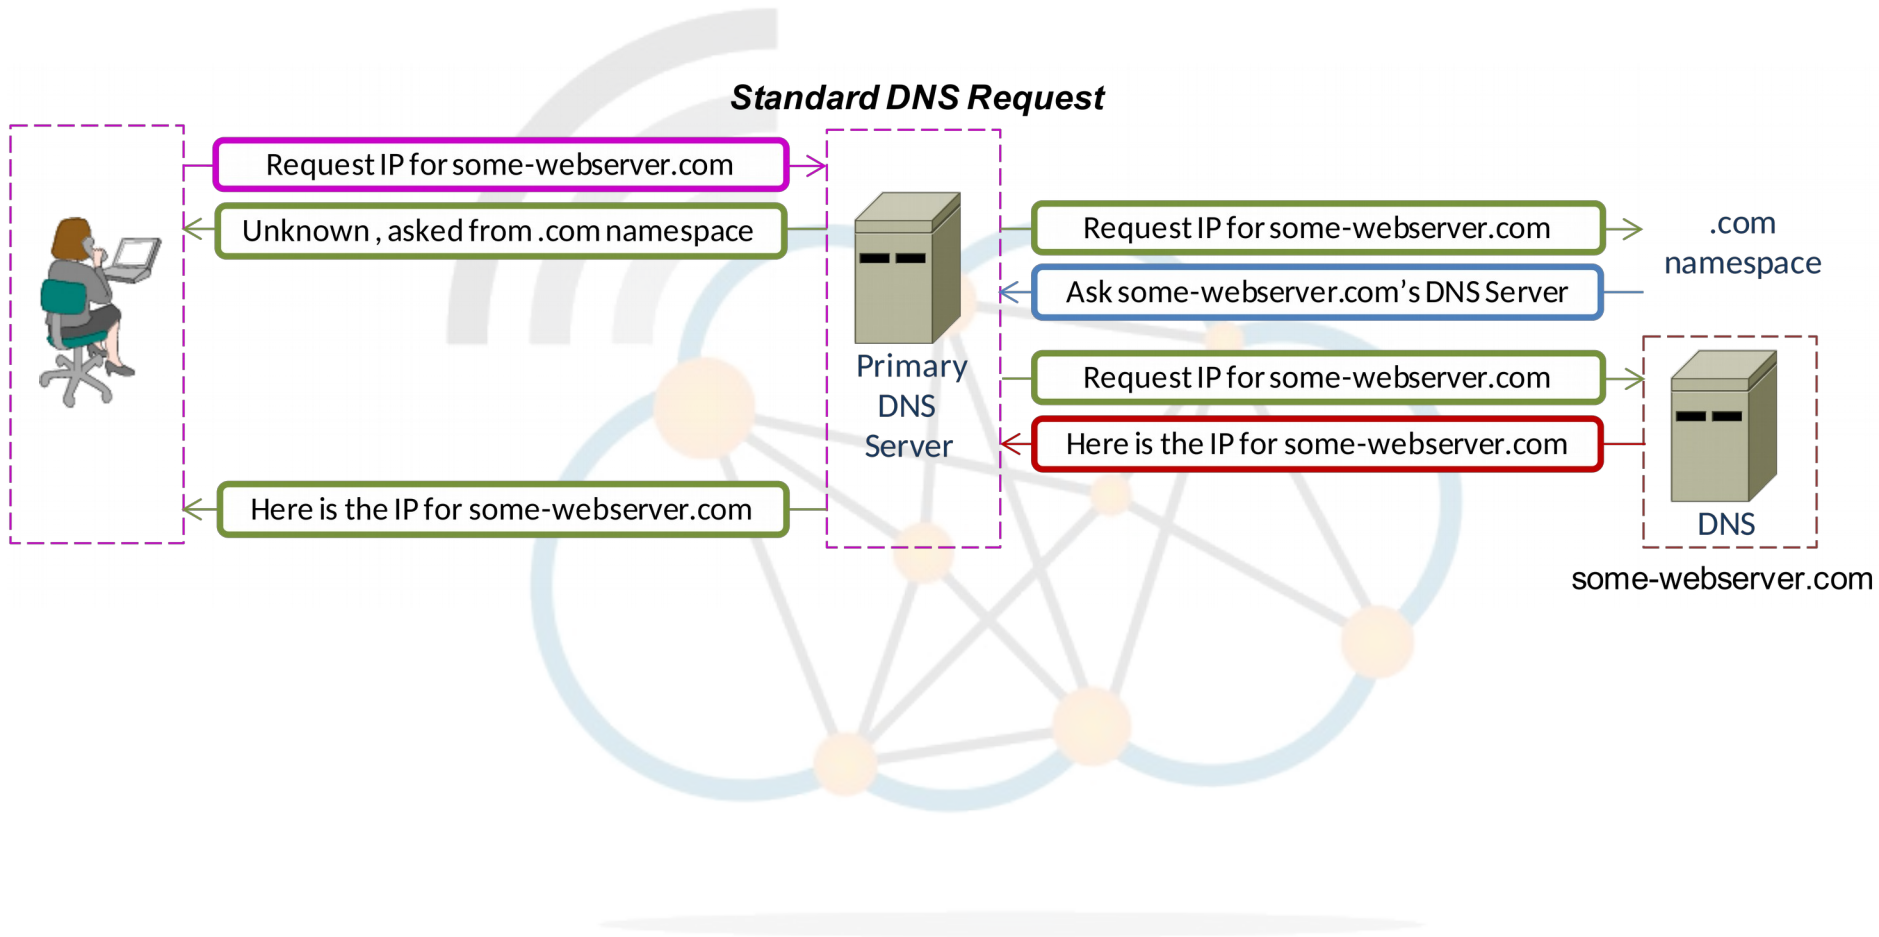 Standard DNS Request
Request IP for some-webserver.com
Unknown , asked from .com namespace
Request IP for some-webserver.com
.com
namespace
Ask some-webserver.com’s DNS Server
Primary
DNS
Server
Request IP for some-webserver.com
Here is the IP for some-webserver.com
Here is the IP for some-webserver.com
DNS
some-webserver.com